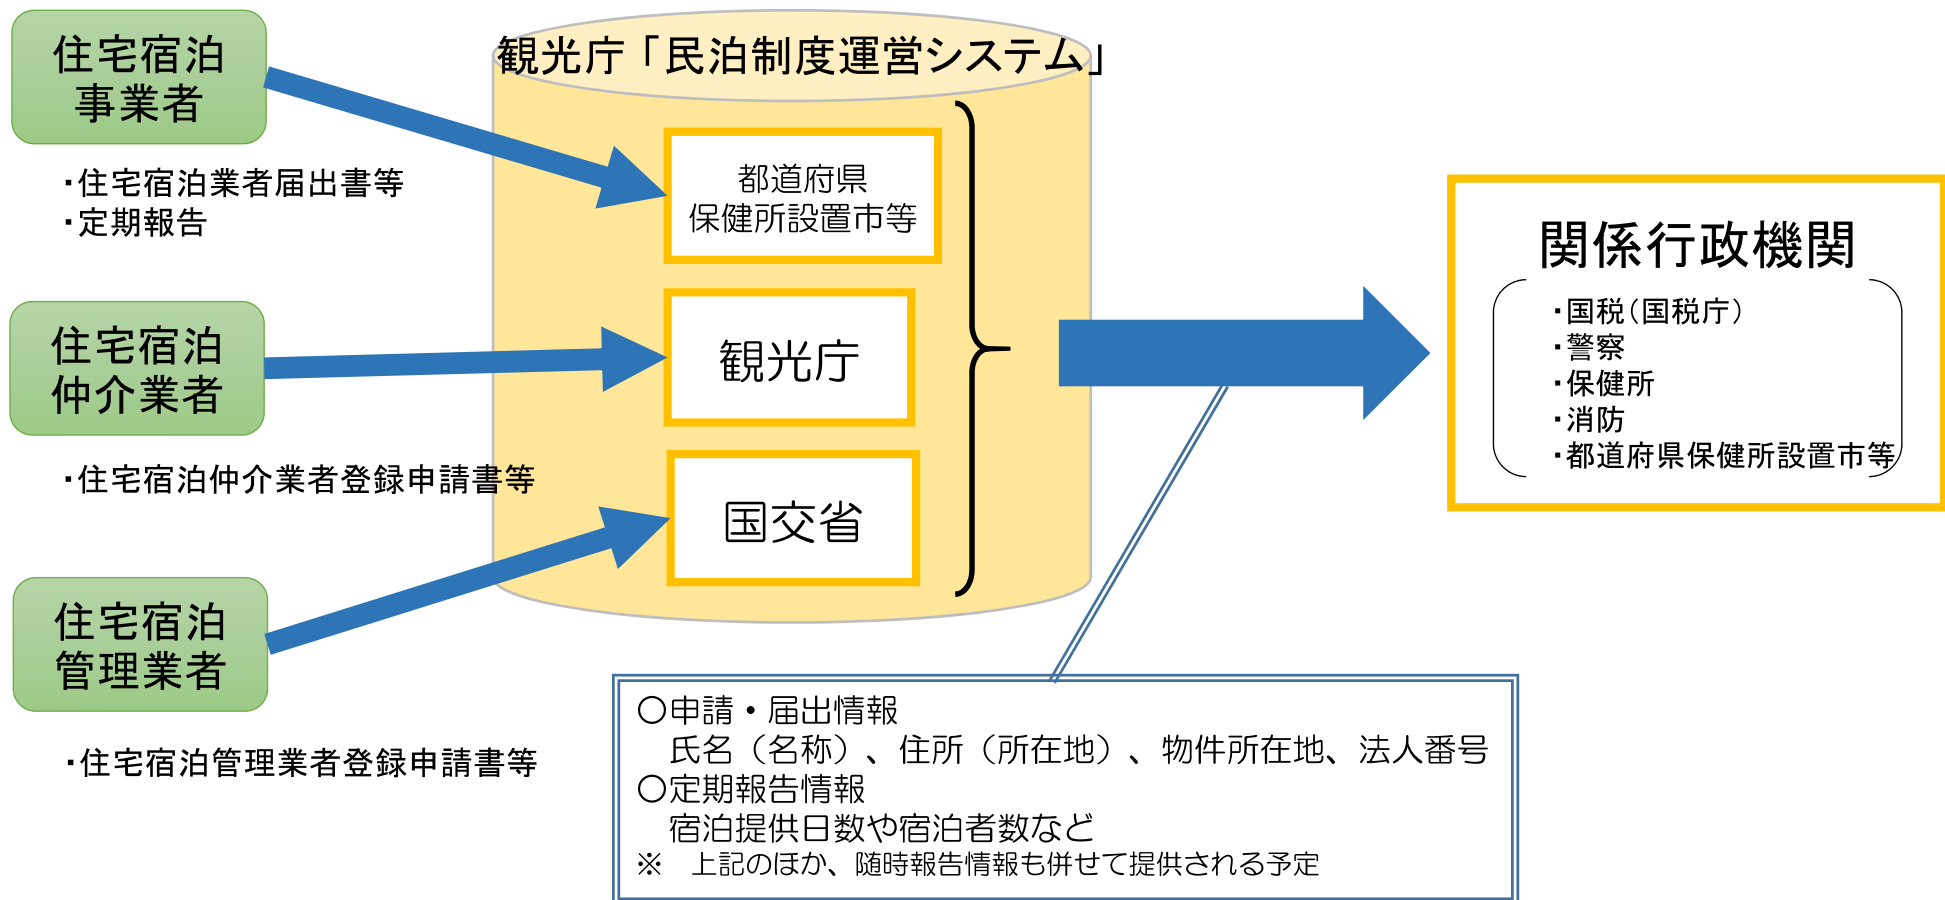 住宅宿泊
事業者
・住宅宿泊業者届出書等
・定期報告
住宅宿泊
仲介業者
・住宅宿泊仲介業者登録申請書等
住宅宿泊
管理業者
・住宅宿泊管理業者登録申請書等
観光庁「民泊制度運営システム」
都道府県
保健所設置市等
観光庁
国交省
関係行政機関
・国税（国税庁）
・警察
・保健所
・消防
・都道府県保健所設置市等
〇申請・届出情報
氏名（名称）、住所（所在地）、物件所在地、法人番号
〇定期報告情報
宿泊提供日数や宿泊者数など
※　上記のほか、随時報告情報も併せて提供される予定